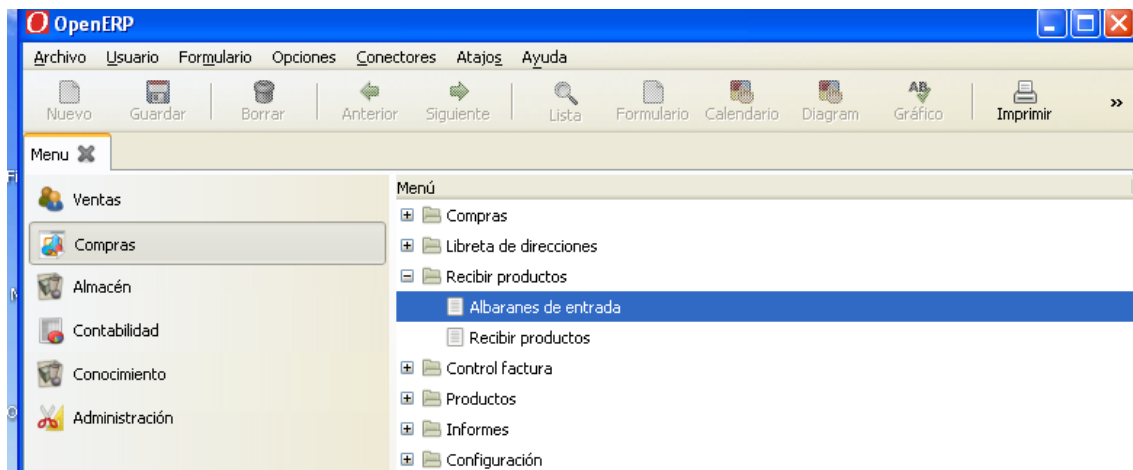 OpenERP
Archivo Usuario Formulario Opciones Conectores Atajos Ayuda
Nuevo Guardar Borrar Anterior Siguiente Lista Formulario Calendario Diagram Gráfico Imprimir »
Menu
Ventas
Compras
Almacén
Contabilidad
Conocimiento
Administración
Menú
Compras
Libreta de direcciones
Recibir productos
Albaranes de entrada
Recibir productos
Control factura
Productos
Informes
Configuración